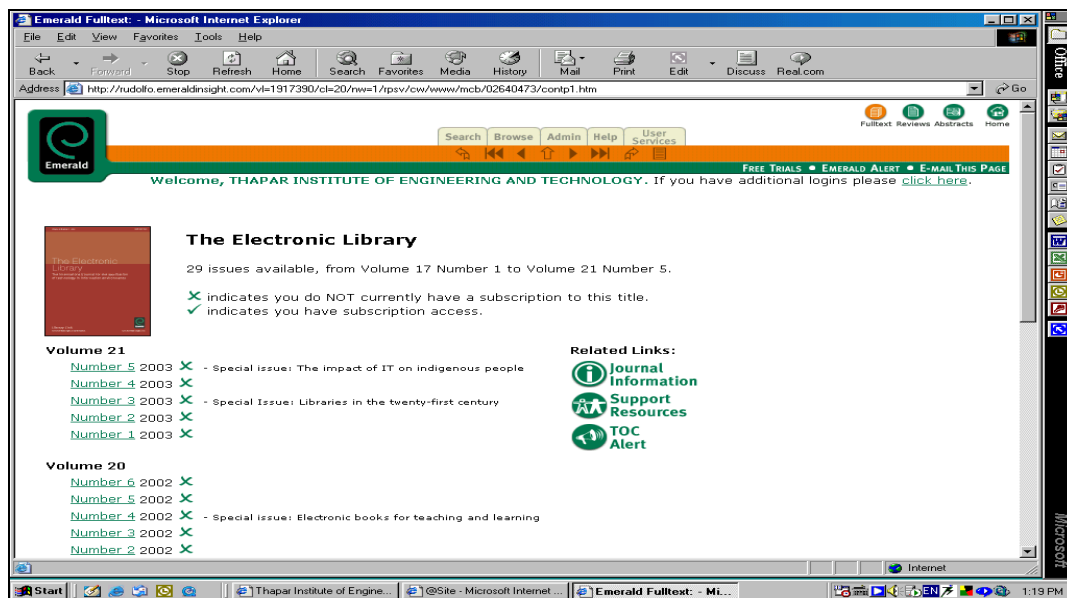 Emerald Fulltext: - Microsoft Internet Explorer
File Edit View Favorites Tools Help
Back Forward Stop Refresh Home Search Favorites Media History Mail Print Edit Discuss Real.com
Address http://rudolfo.emeraldinsight.com/vl=1917390/cl=20/nw=1/rpsv/cw/www/mcb/02640473/contp1.htm Go
Fulltext Reviews Abstracts Home
Search Browse Admin Help User Services
Emerald
FREE TRIALS • EMERALD ALERT • E-MAIL THIS PAGE
Welcome, THAPAR INSTITUTE OF ENGINEERING AND TECHNOLOGY. If you have additional logins please click here.
The Electronic Library
The Electronic Library
29 issues available, from Volume 17 Number 1 to Volume 21 Number 5.
indicates you do NOT currently have a subscription to this title.
indicates you have subscription access.
Volume 21
Number 5 2003 - Special issue: The impact of IT on indigenous people
Number 4 2003
Number 3 2003 - Special Issue: Libraries in the twenty-first century
Number 2 2003
Number 1 2003
Related Links:
Journal Information
Support Resources
TOC Alert
Volume 20
Number 6 2002
Number 5 2002
Number 4 2002 - Special issue: Electronic books for teaching and learning
Number 3 2002
Number 2 2002
Internet
Office
Microsoft
Start Thapar Institute of Engine... @Site - Microsoft Internet ... Emerald Fulltext: - Mi... EN 1:19 PM